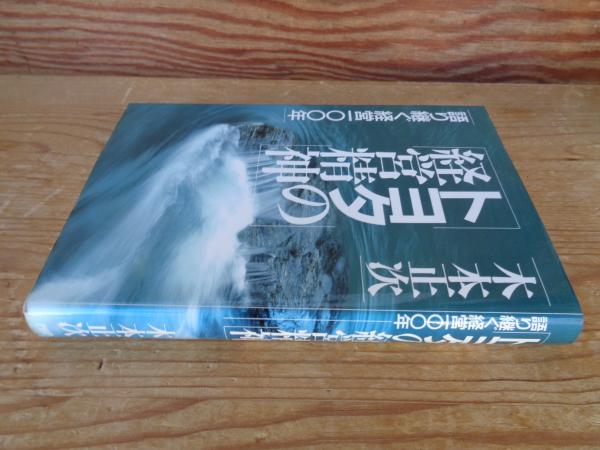 語り継ぐ経営一〇〇年
トヨタの
経営精神
木本正次
語り継ぐ経営一〇〇年
トヨタの経営精神
木本正次